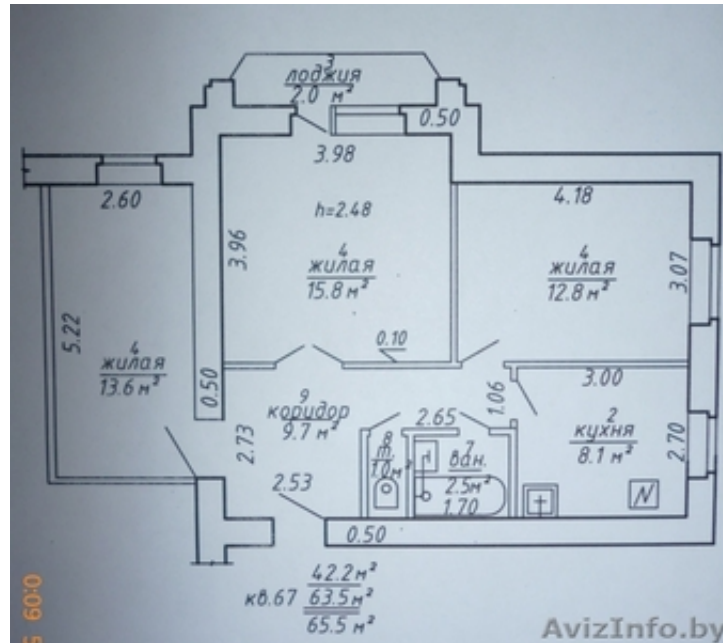 3
лоджия
2.0 м²
0.50
3.98
2.60
4.18
h=2.48
3.96
4
жилая
15.8 м²
4
жилая
12.8 м²
3.07
5.22
4
жилая
13.6 м²
0.50
0.10
3.00
9
коридор
9.7 м²
1.06
2.65
2
кухня
8.1 м²
2.70
2.73
8
т.
1.0 м²
7
ван.
2.5 м²
1.70
2.53
0.50
кв.67
42.2 м²
63.5 м²
65.5 м²
0:09
5
AvizInfo.by